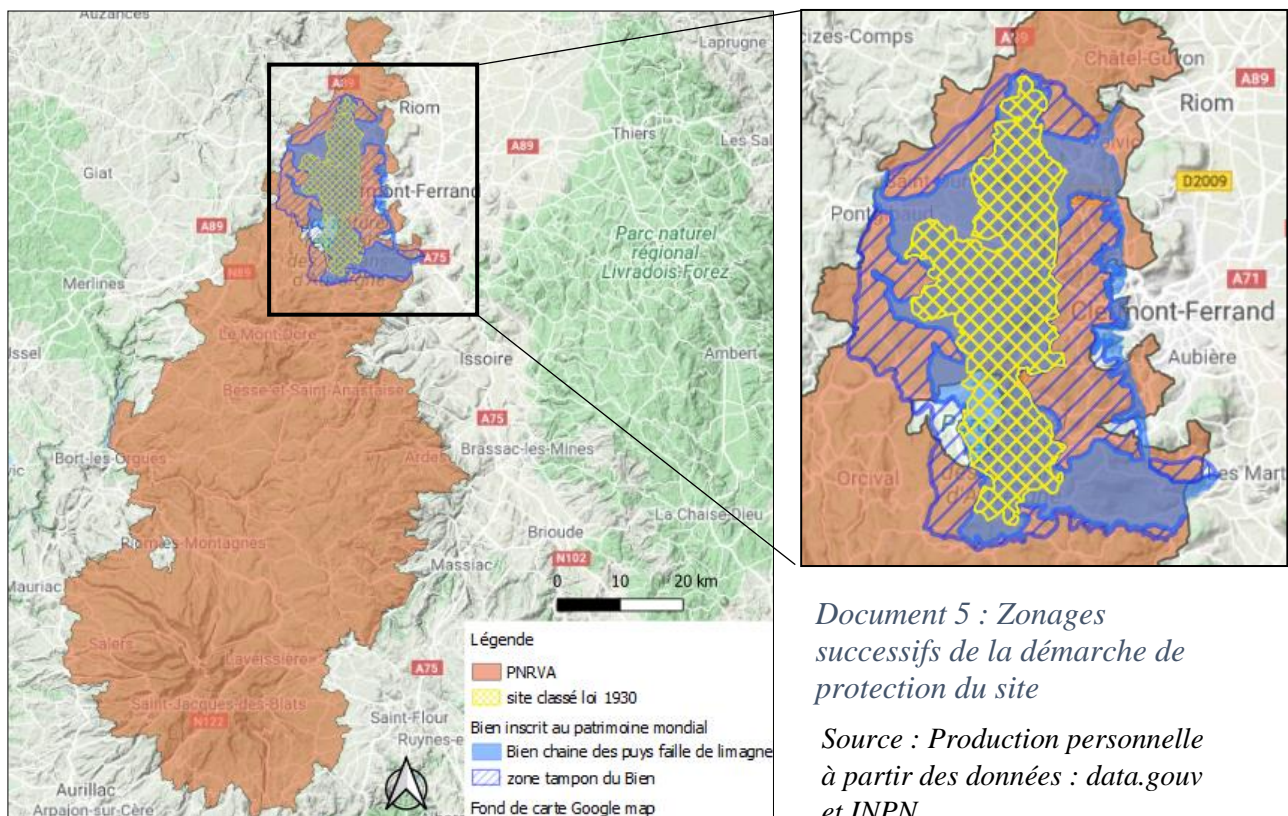 Auzances
Laprugne
A89
Riom
Thiers
Les Sal
A89
Giat
mont-Ferrand
A89
Parc naturel
régional
Livradois-Forez
A75
Merlines
N89
d'Auvergne
Le Mont-Dore
Ussel
Issoire
Ambert
Besse-et-Saint-Anastaise
A75
Brassac-les-Mines
Bort-les-Orgues
Ardes
La Chaise-Dieu
Riom-ès-Montagnes
Brioude
N102
Massiac
Mauriac
0 10 20 km
Salers
Laveissière
A75
Saint-Jacques-des-Blats
N122
Saint-Flour
Ruynes-e
Aurillac
Arpajon-sur-Cère
Légende
PNRVA
site classé loi 1930
Bien inscrit au patrimoine mondial
Bien chaine des puys faille de limagne
zone tampon du Bien
Fond de carte Google map
cizes-Comps
A89
Châtel-Guyon
A89
Riom
D2009
Pontgibaud
A71
Clermont-Ferrand
Aubière
Orcival
des
d'A
Les Mart
Document 5 : Zonages
successifs de la démarche de
protection du site
Source : Production personnelle
à partir des données : data.gouv
et INPN